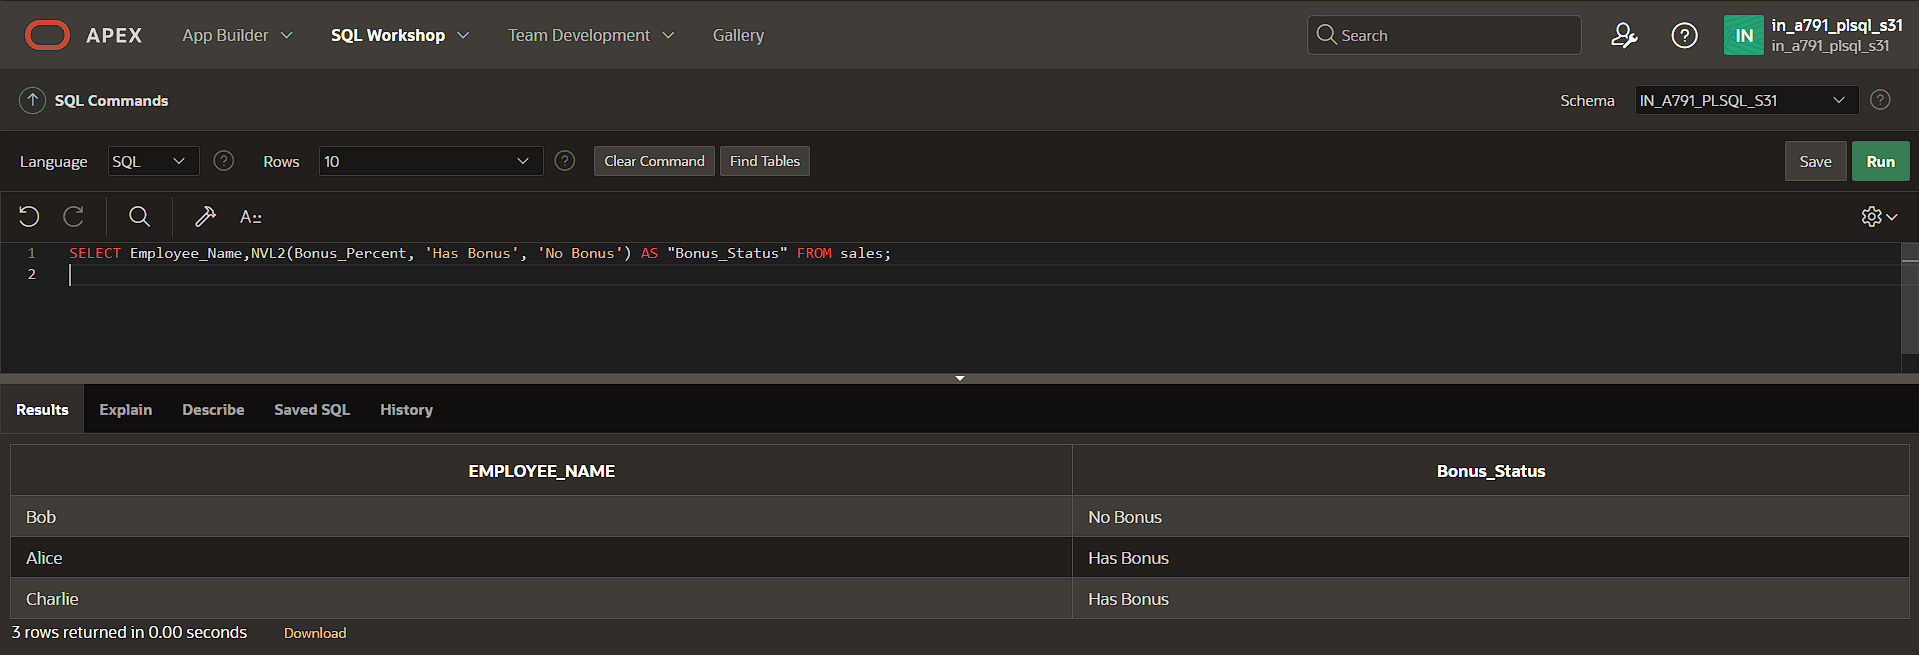 APEX App Builder SQL Workshop Team Development Gallery Search IN in_a791_plsql_s31
in_a791_plsql_s31
SQL Commands Schema IN_A791_PLSQL_S31
Language SQL Rows 10 Clear Command Find Tables Save Run
A::
1 SELECT Employee_Name,NVL2(Bonus_Percent, 'Has Bonus', 'No Bonus') AS "Bonus_Status" FROM sales;
2
Results Explain Describe Saved SQL History
EMPLOYEE_NAME Bonus_Status
Bob No Bonus
Alice Has Bonus
Charlie Has Bonus
3 rows returned in 0.00 seconds Download